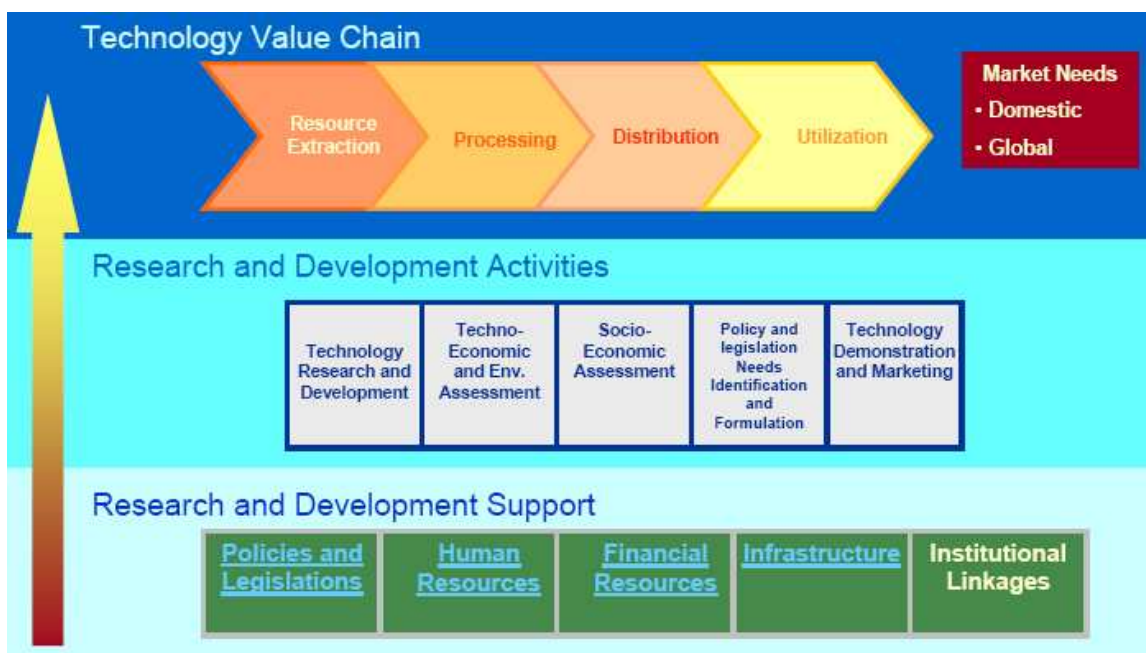 Technology Value Chain
Resource
Extraction
Processing
Distribution
Utilization
Market Needs
• Domestic
• Global
Research and Development Activities
Technology
Research and
Development
Techno-
Economic
and Env.
Assessment
Socio-
Economic
Assessment
Policy and
legislation
Needs
Identification
and
Formulation
Technology
Demonstration
and Marketing
Research and Development Support
Policies and
Legislations
Human
Resources
Financial
Resources
Infrastructure
Institutional
Linkages